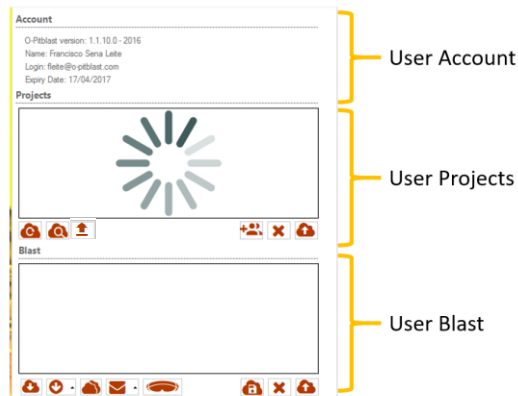 Account
O-Pitblast version: 1.1.10.0 - 2016
Name: Francisco Sena Leite
Login: fleite@o-pitblast.com
Expiry Date: 17/04/2017
User Account
Projects
User Projects
Blast
User Blast